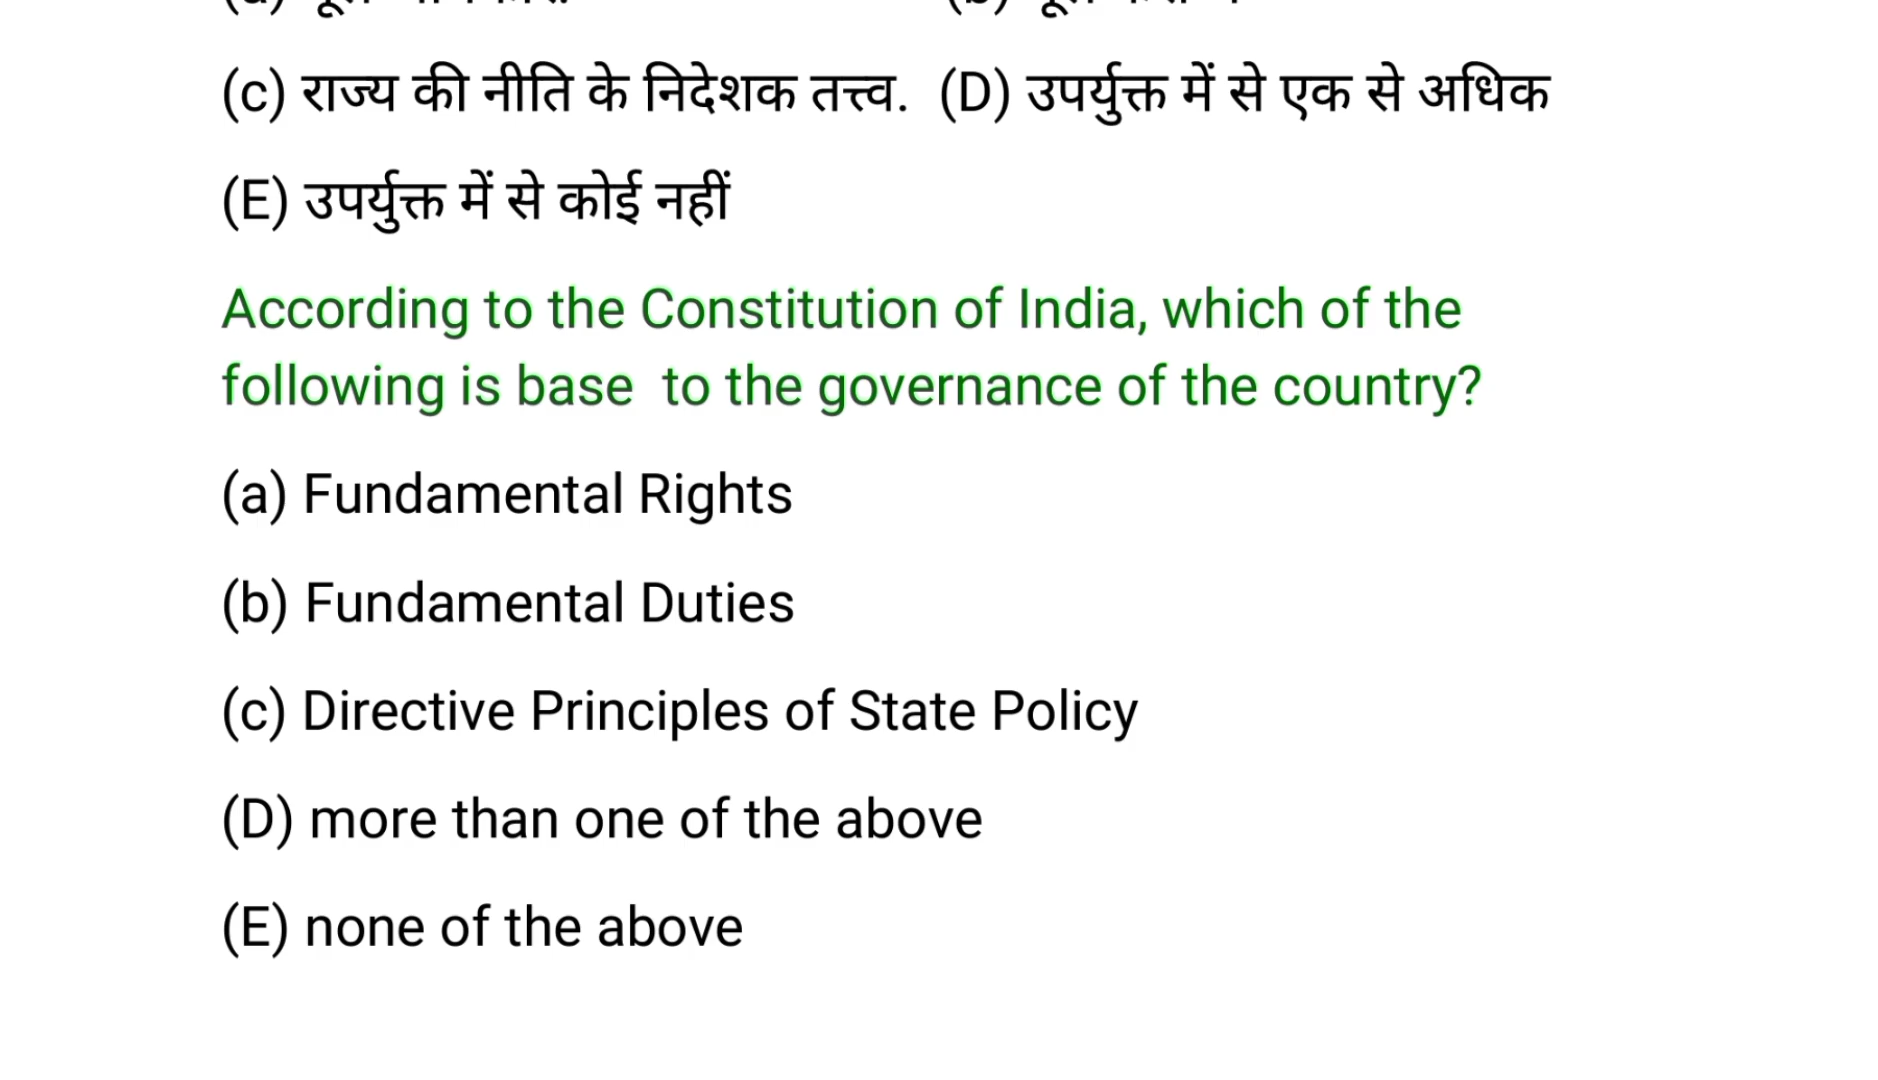 (c) राज्य की नीति के निदेशक तत्त्व. (D) उपर्युक्त में से एक से अधिक
(E) उपर्युक्त में से कोई नहीं
According to the Constitution of India, which of the
following is base  to the governance of the country?
(a) Fundamental Rights
(b) Fundamental Duties
(c) Directive Principles of State Policy
(D) more than one of the above
(E) none of the above